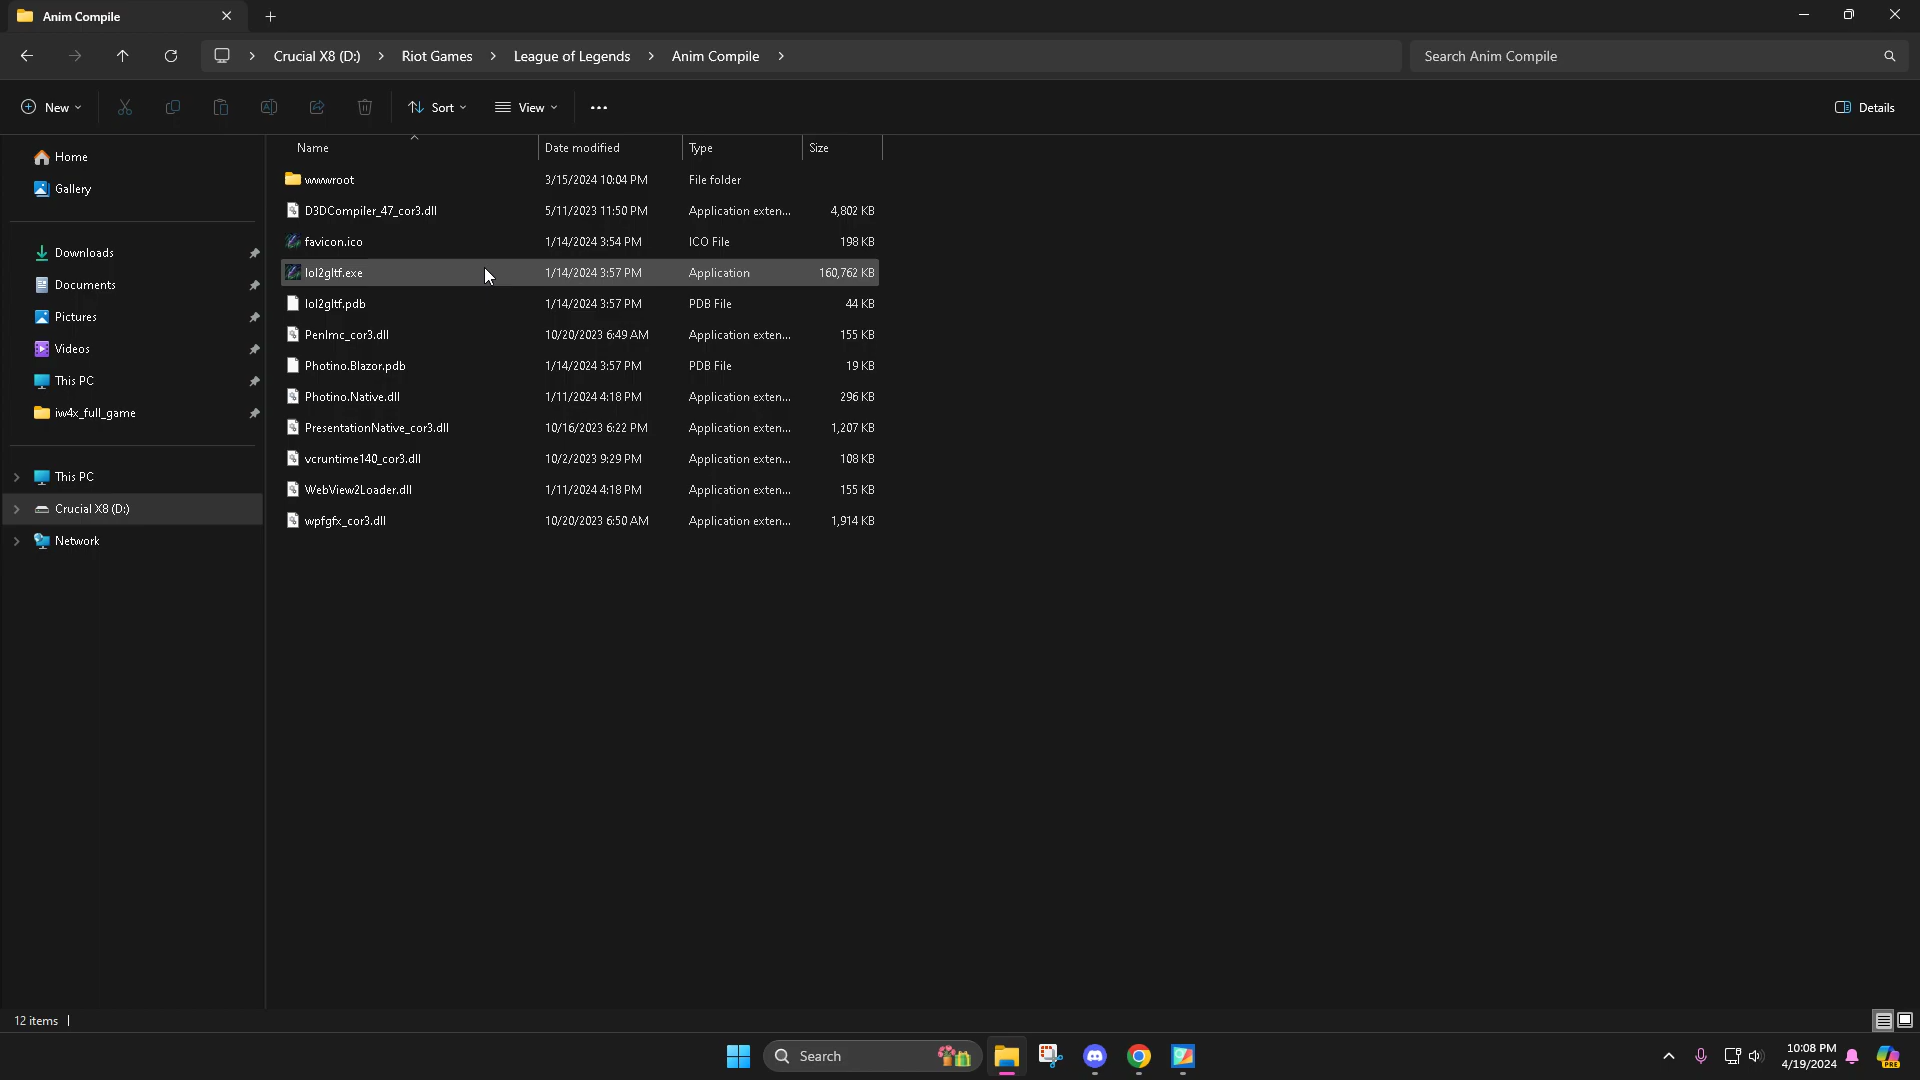 Anim Compile
Crucial X8 (D:) > Riot Games > League of Legends > Anim Compile >
Search Anim Compile
New
Sort
View
Details
Home
Gallery
Downloads
Documents
Pictures
Videos
This PC
iw4x_full_game
This PC
Crucial X8 (D:)
Network
Name Date modified Type Size
wwwroot 3/15/2024 10:04 PM File folder
D3DCompiler_47_cor3.dll 5/11/2023 11:50 PM Application exten... 4,802 KB
favicon.ico 1/14/2024 3:54 PM ICO File 198 KB
lol2gltf.exe 1/14/2024 3:57 PM Application 160,762 KB
lol2gltf.pdb 1/14/2024 3:57 PM PDB File 44 KB
PenImc_cor3.dll 10/20/2023 6:49 AM Application exten... 155 KB
Photino.Blazor.pdb 1/14/2024 3:57 PM PDB File 19 KB
Photino.Native.dll 1/11/2024 4:18 PM Application exten... 296 KB
PresentationNative_cor3.dll 10/16/2023 6:22 PM Application exten... 1,207 KB
vcruntime140_cor3.dll 10/2/2023 9:29 PM Application exten... 108 KB
WebView2Loader.dll 1/11/2024 4:18 PM Application exten... 155 KB
wpfgfx_cor3.dll 10/20/2023 6:50 AM Application exten... 1,914 KB
12 items
Search
10:08 PM
4/19/2024
PRE